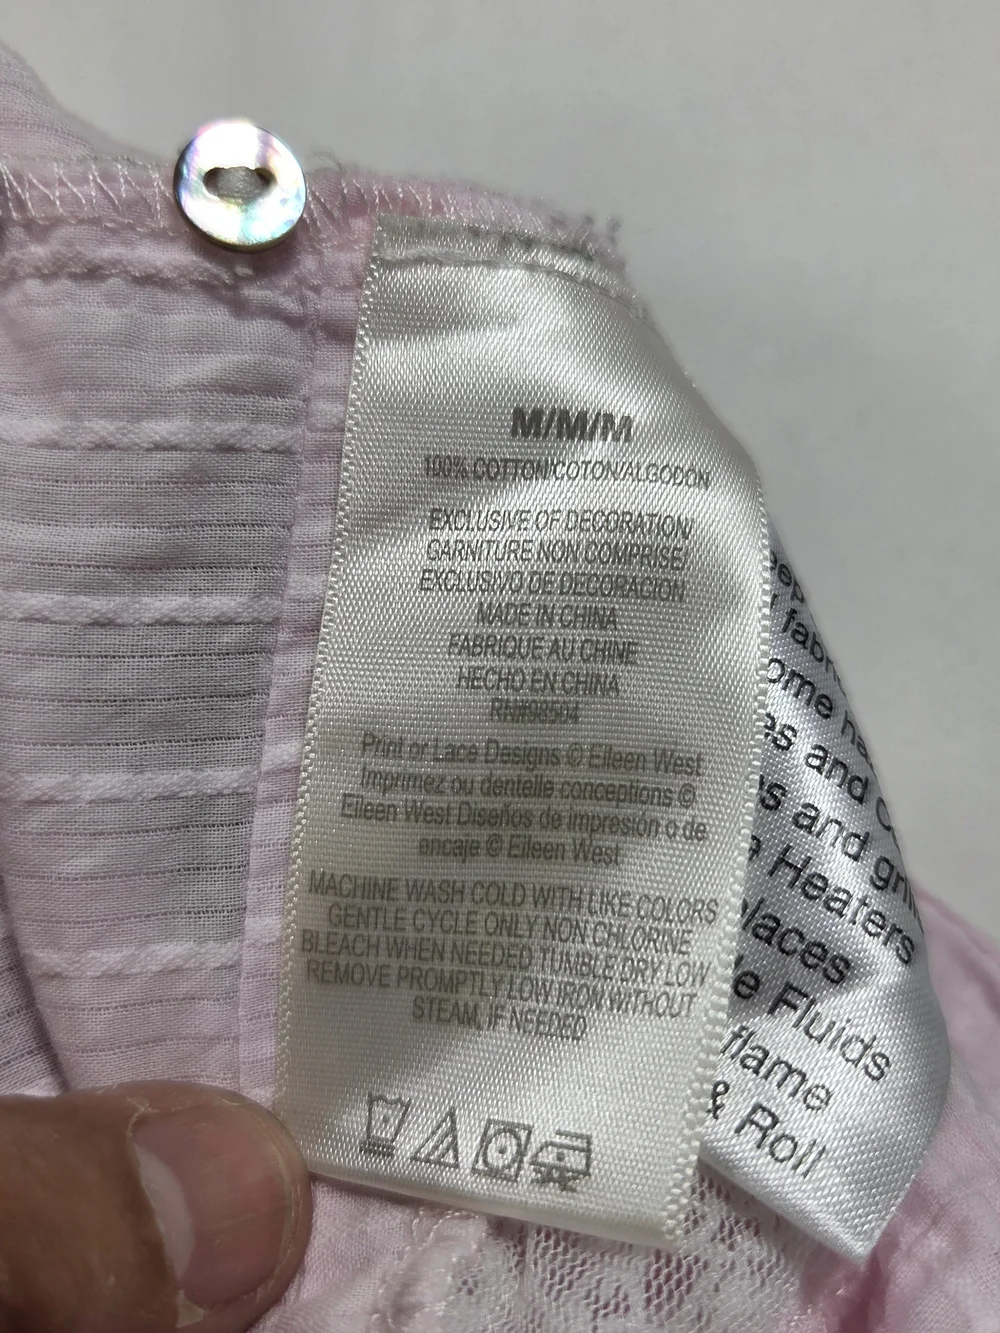 M/M/M
100% COTTON/COTON/ALGODON
EXCLUSIVE OF DECORATION/
GARNITURE NON COMPRISE/
EXCLUSIVO DE DECORACION
MADE IN CHINA
FABRIQUE AU CHINE
HECHO EN CHINA
RN#96504
Print or Lace Designs © Eileen West
Imprimez ou dentelle conceptions ©
Eileen West Diseños de impresión o de
encaje © Eileen West
MACHINE WASH COLD WITH LIKE COLORS
GENTLE CYCLE ONLY NON CHLORINE
BLEACH WHEN NEEDED TUMBLE DRY LOW
REMOVE PROMPTLY LOW IRON WITHOUT
STEAM, IF NEEDED
and
and
Heaters
Fluids
flame
& Roll